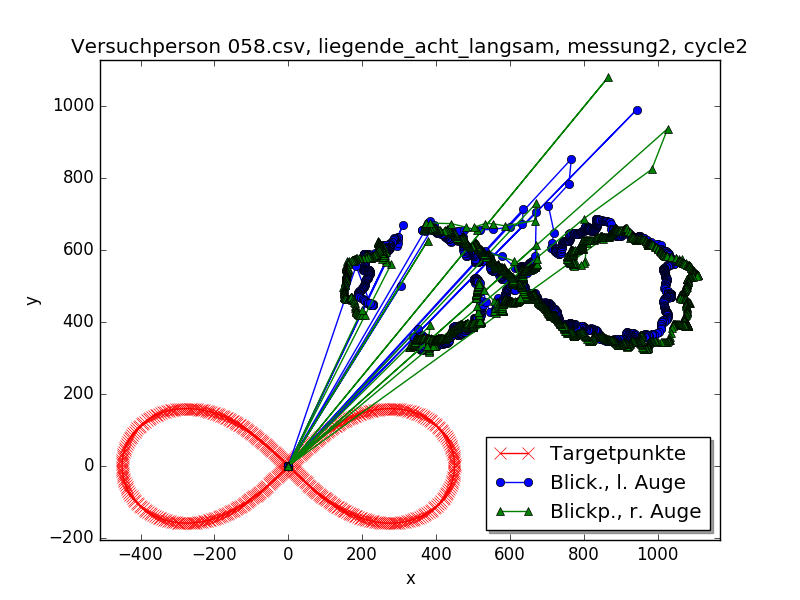 Versuchperson 058.csv, liegende_acht_langsam, messung2, cycle2
1000
800
600
400
200
0
−200
y
−400
−200
0
200
400
600
800
1000
x
Targetpunkte
Blick., l. Auge
Blickp., r. Auge